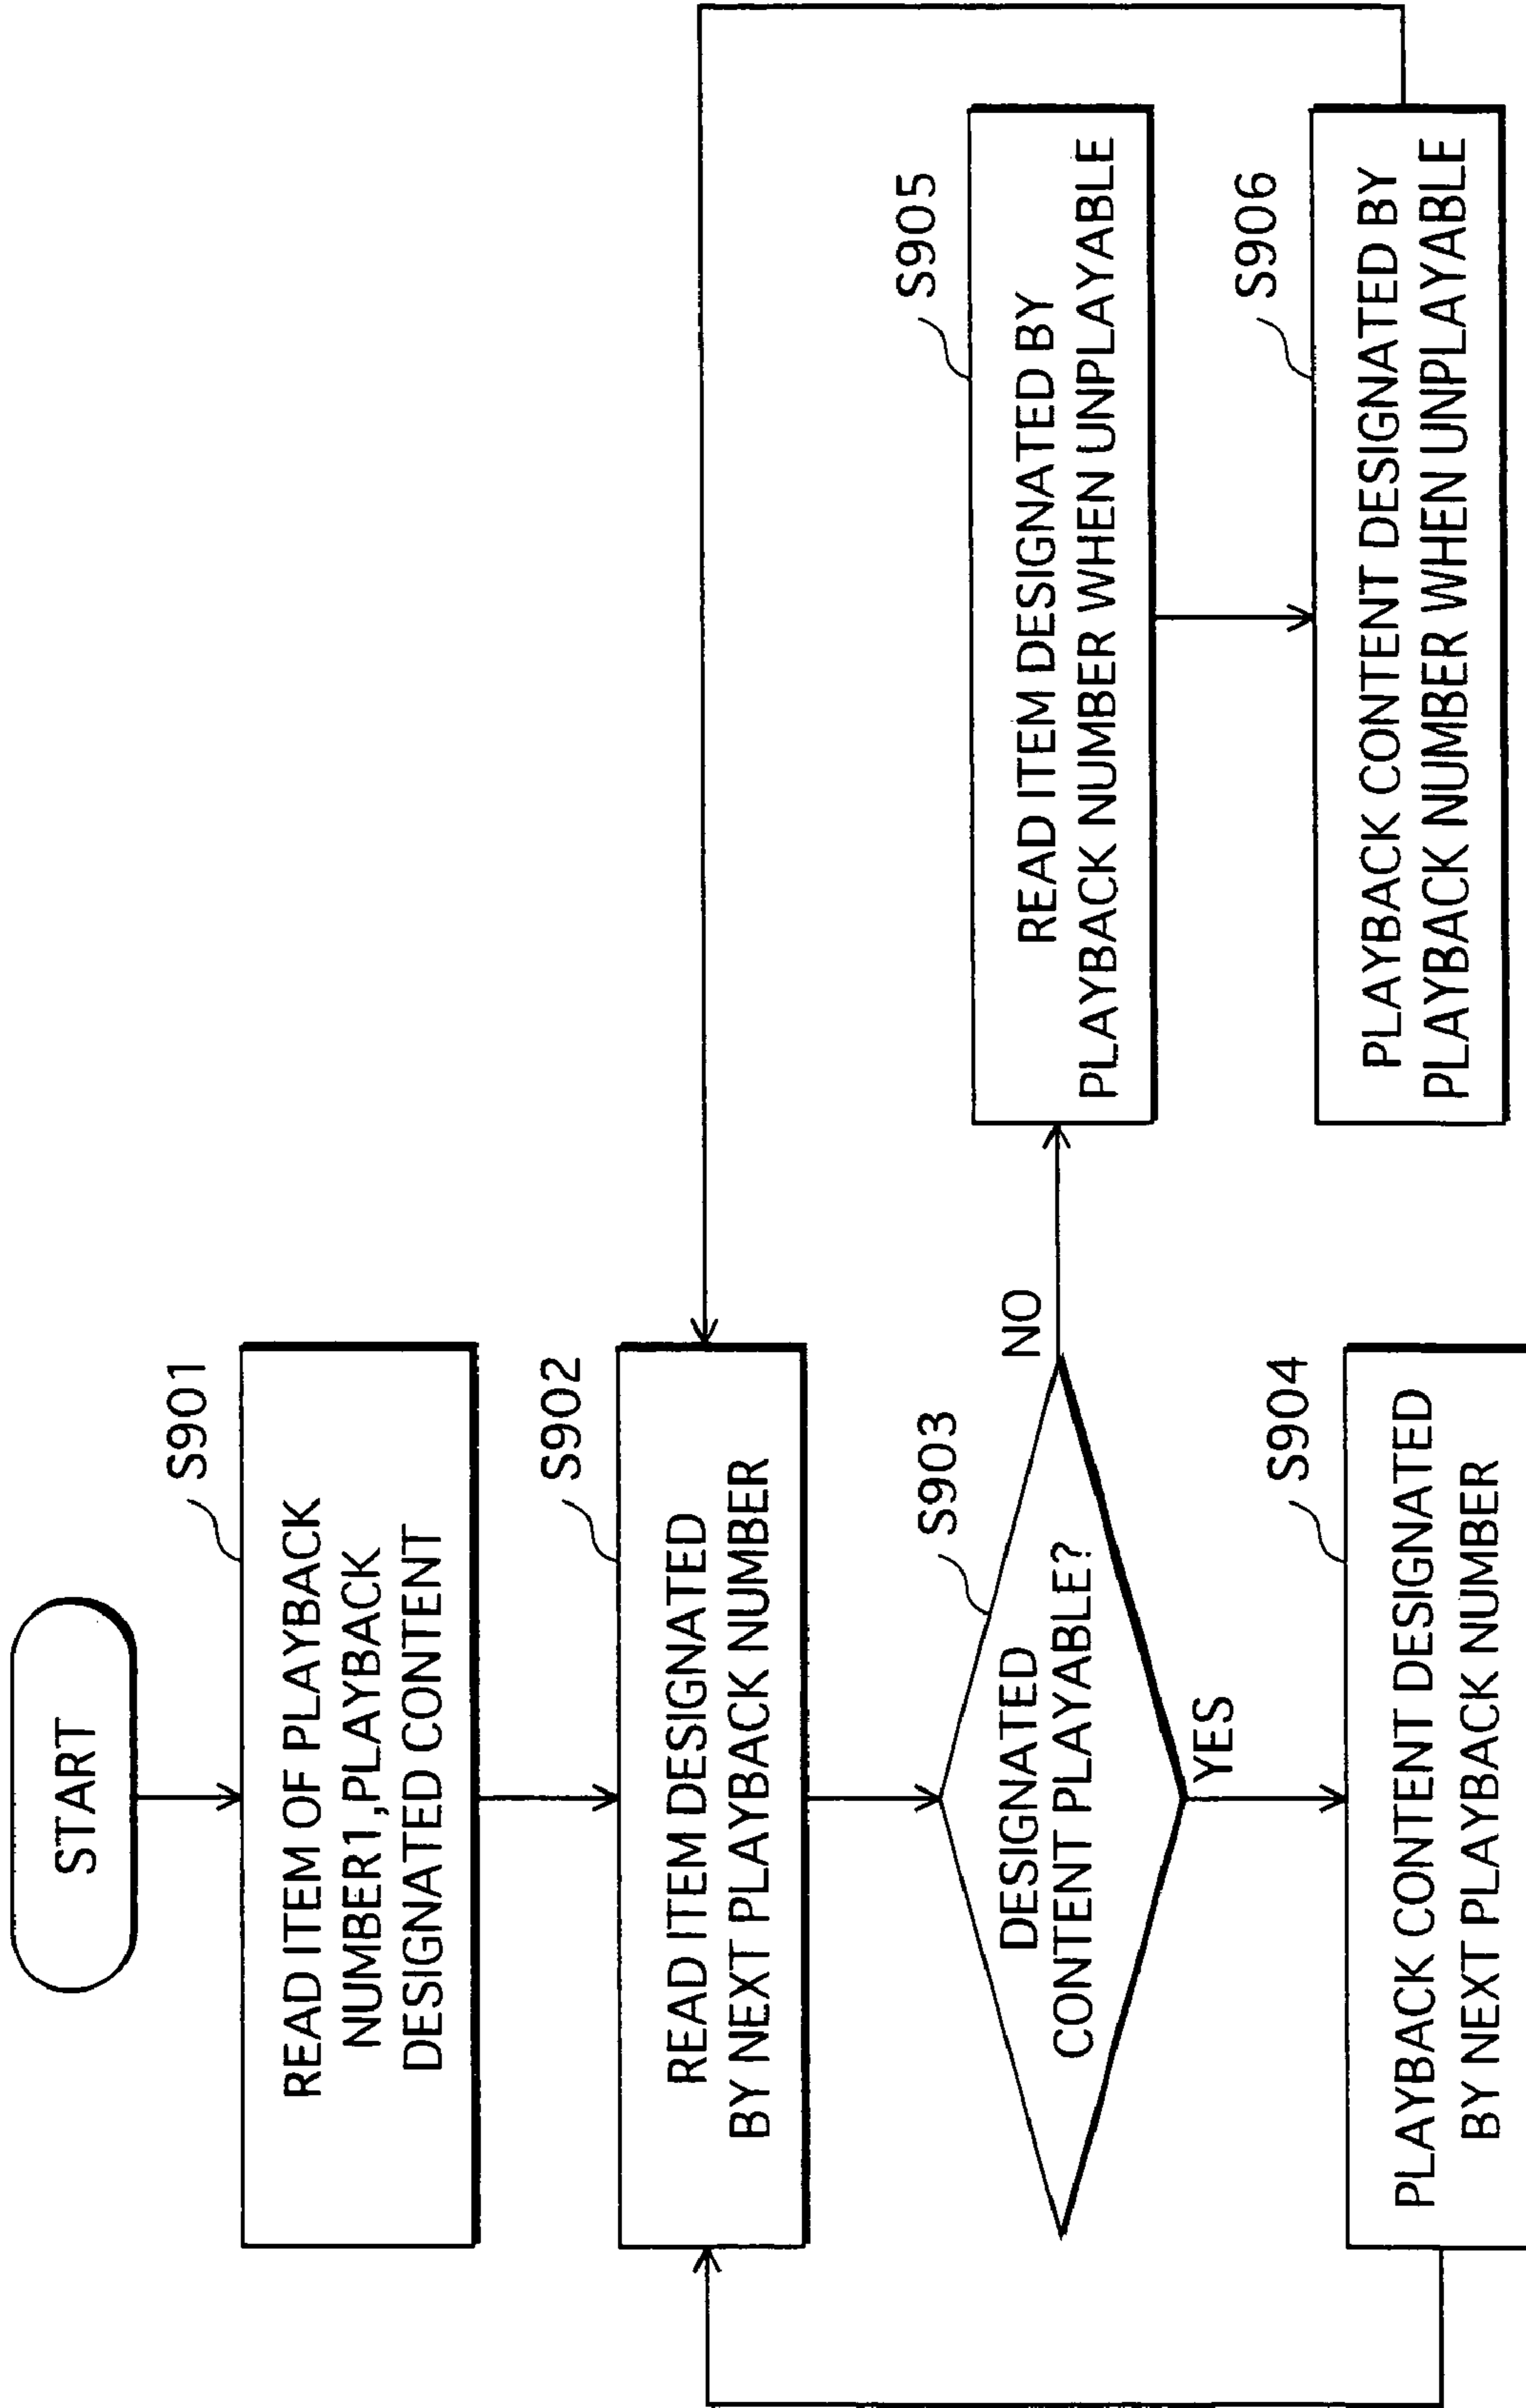 START
S901
READ ITEM OF PLAYBACK
NUMBER1,PLAYBACK
DESIGNATED CONTENT
S902
READ ITEM DESIGNATED
BY NEXT PLAYBACK NUMBER
S903
DESIGNATED
CONTENT PLAYABLE?
NO
YES
S904
PLAYBACK CONTENT DESIGNATED
BY NEXT PLAYBACK NUMBER
S905
READ ITEM DESIGNATED BY
PLAYBACK NUMBER WHEN UNPLAYABLE
S906
PLAYBACK CONTENT DESIGNATED BY
PLAYBACK NUMBER WHEN UNPLAYABLE